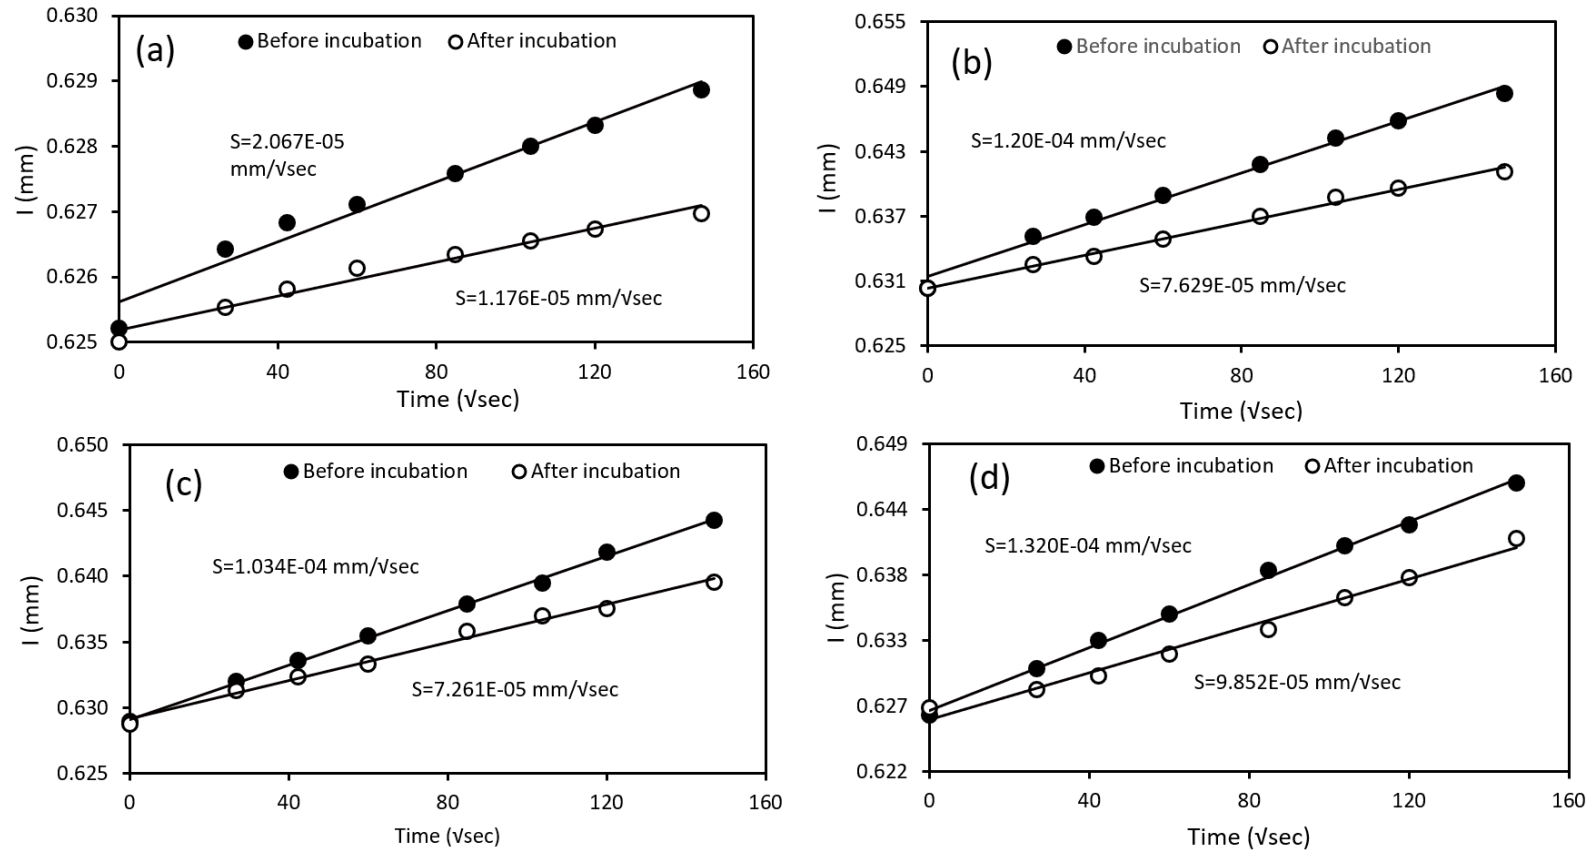 (a)
Before incubation After incubation
0.630
0.629
0.628
0.627
0.626
0.625
I (mm)
S=2.067E-05
mm/√sec
S=1.176E-05 mm/√sec
0 40 80 120 160
Time (√sec)
(b)
Before incubation After incubation
0.655
0.649
0.643
0.637
0.631
0.625
I (mm)
S=1.20E-04 mm/√sec
S=7.629E-05 mm/√sec
0 40 80 120 160
Time (√sec)
(c)
Before incubation After incubation
0.650
0.645
0.640
0.635
0.630
0.625
I (mm)
S=1.034E-04 mm/√sec
S=7.261E-05 mm/√sec
0 40 80 120 160
Time (√sec)
(d)
Before incubation After incubation
0.649
0.644
0.638
0.633
0.627
0.622
I (mm)
S=1.320E-04 mm/√sec
S=9.852E-05 mm/√sec
0 40 80 120 160
Time (√sec)